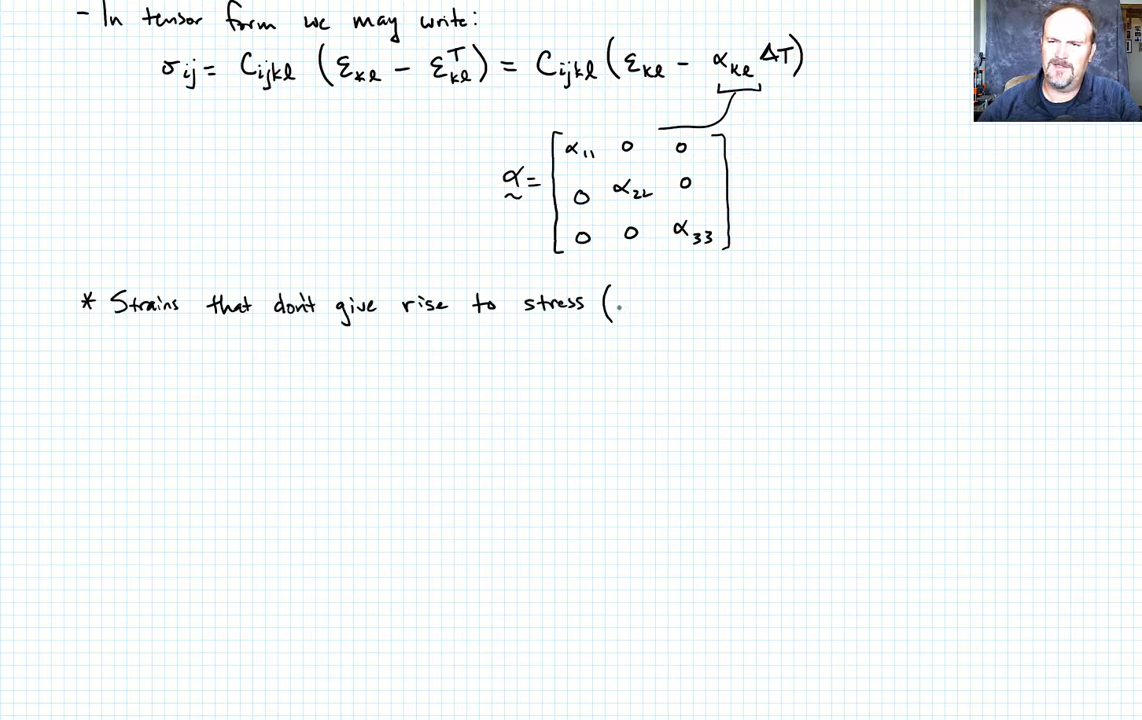 - In tensor form we may write:
σij = Cijkl (εkl - εkl^T) = Cijkl (εkl - αkl ΔT)
α = [α11 0 0
0 α22 0
0 0 α33]
* Strains that don't give rise to stress (